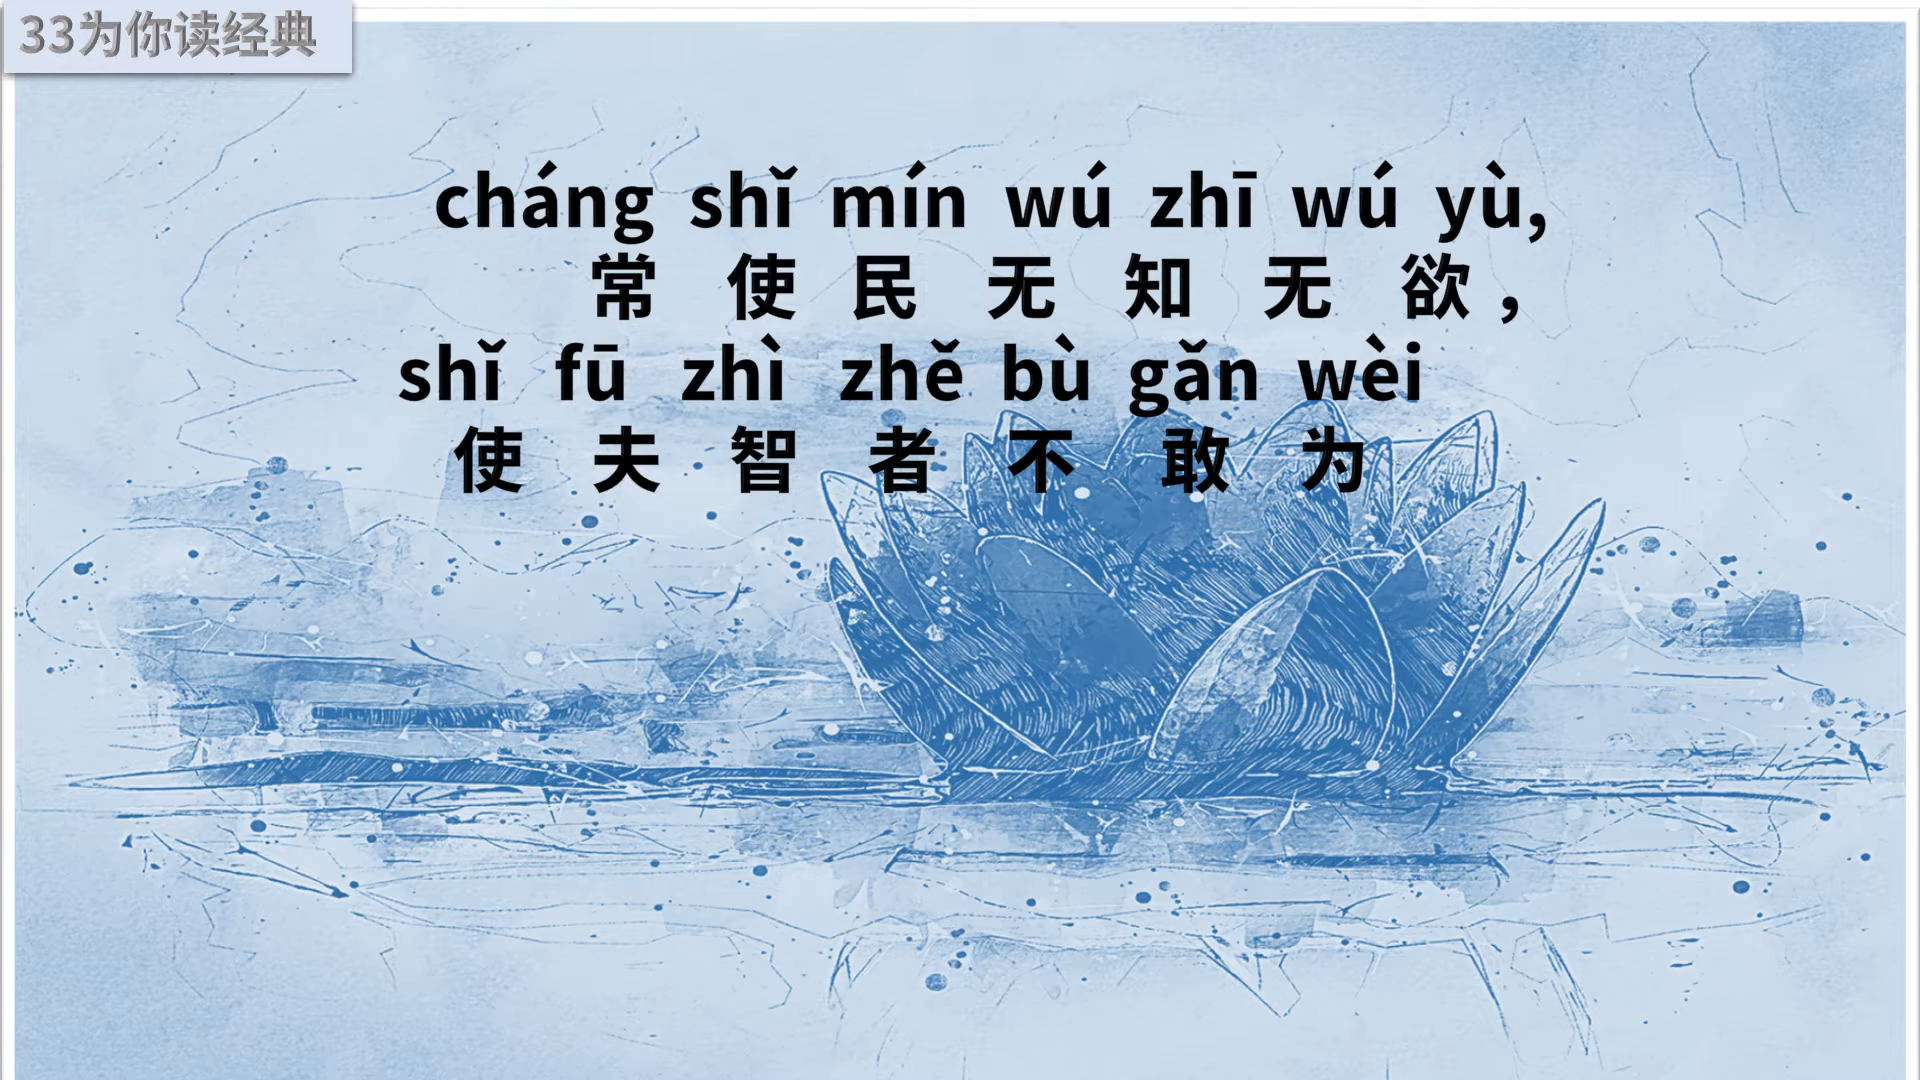 33为你读经典
cháng shǐ mín wú zhī wú yù,
常 使 民 无 知 无 欲，
shǐ fū zhì zhě bù gǎn wèi
使 夫 智 者 不 敢 为